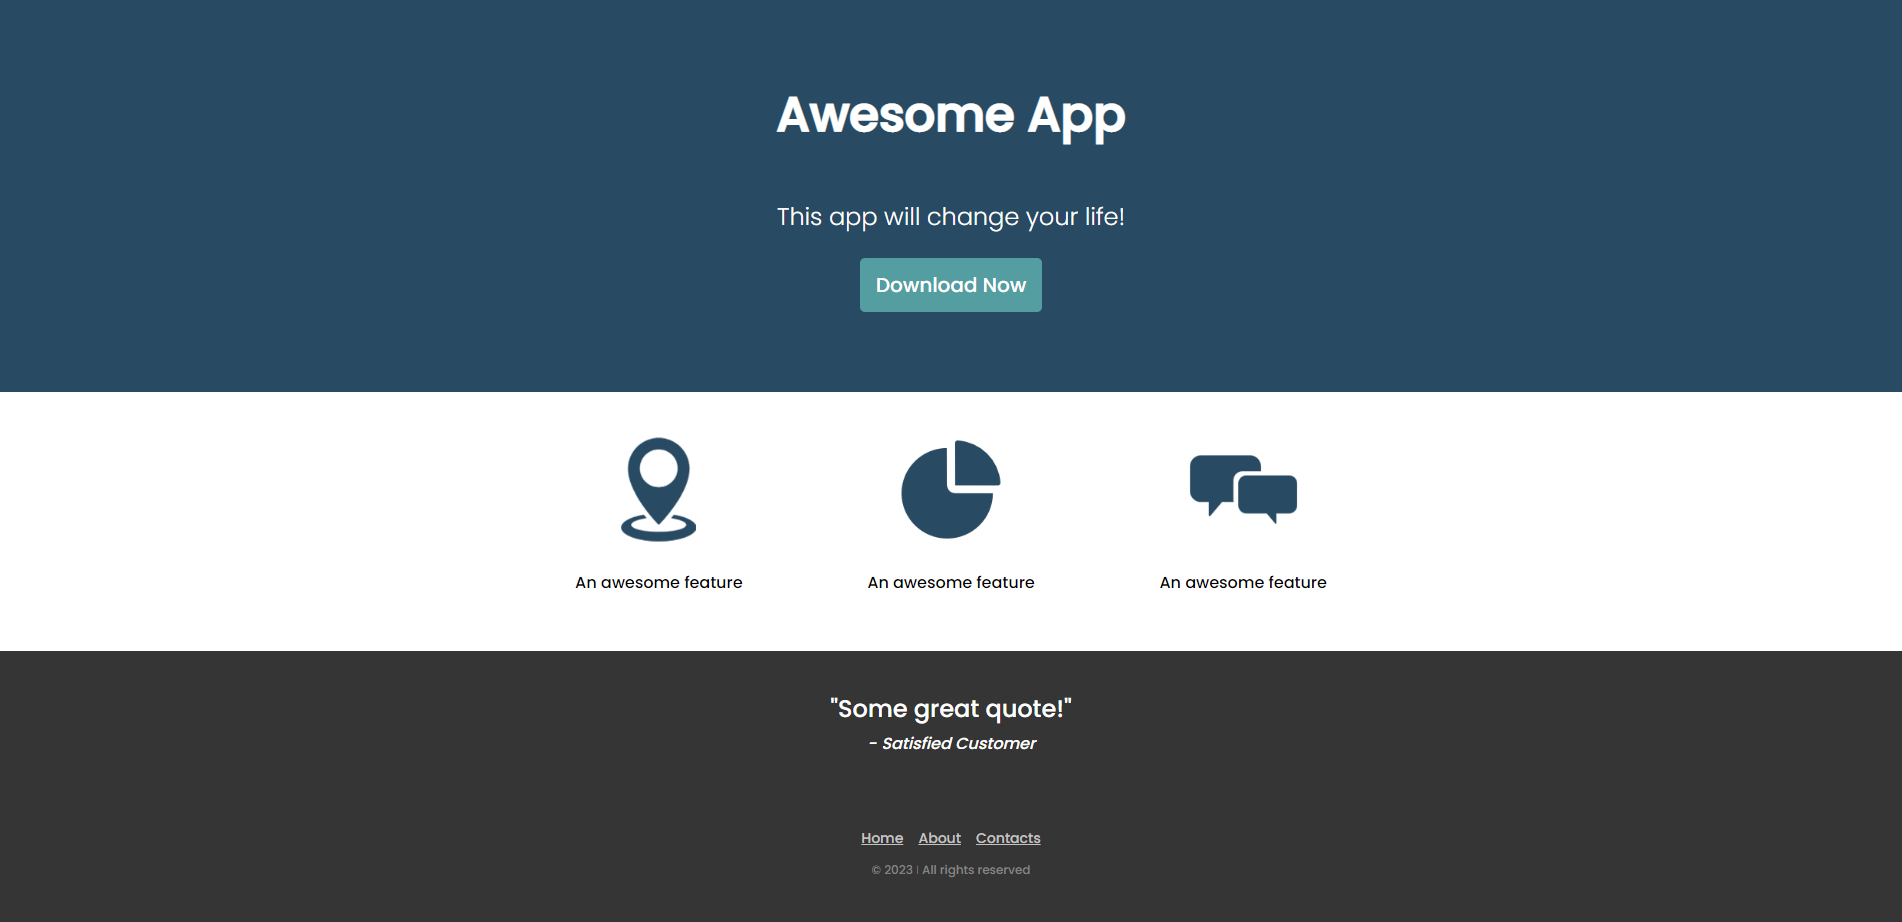 Awesome App
This app will change your life!
Download Now
An awesome feature
An awesome feature
An awesome feature
"Some great quote!"
- Satisfied Customer
Home About Contacts
© 2023 | All rights reserved